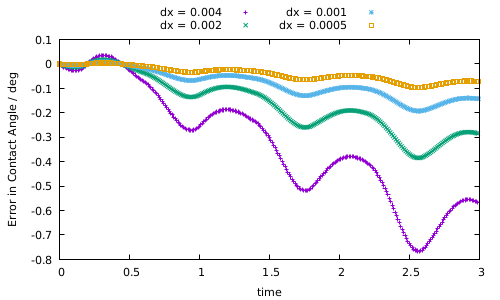 dx = 0.004 dx = 0.001
dx = 0.002 dx = 0.0005
0.1
0
-0.1
-0.2
-0.3
-0.4
-0.5
-0.6
-0.7
-0.8
Error in Contact Angle / deg
0 0.5 1 1.5 2 2.5 3
time